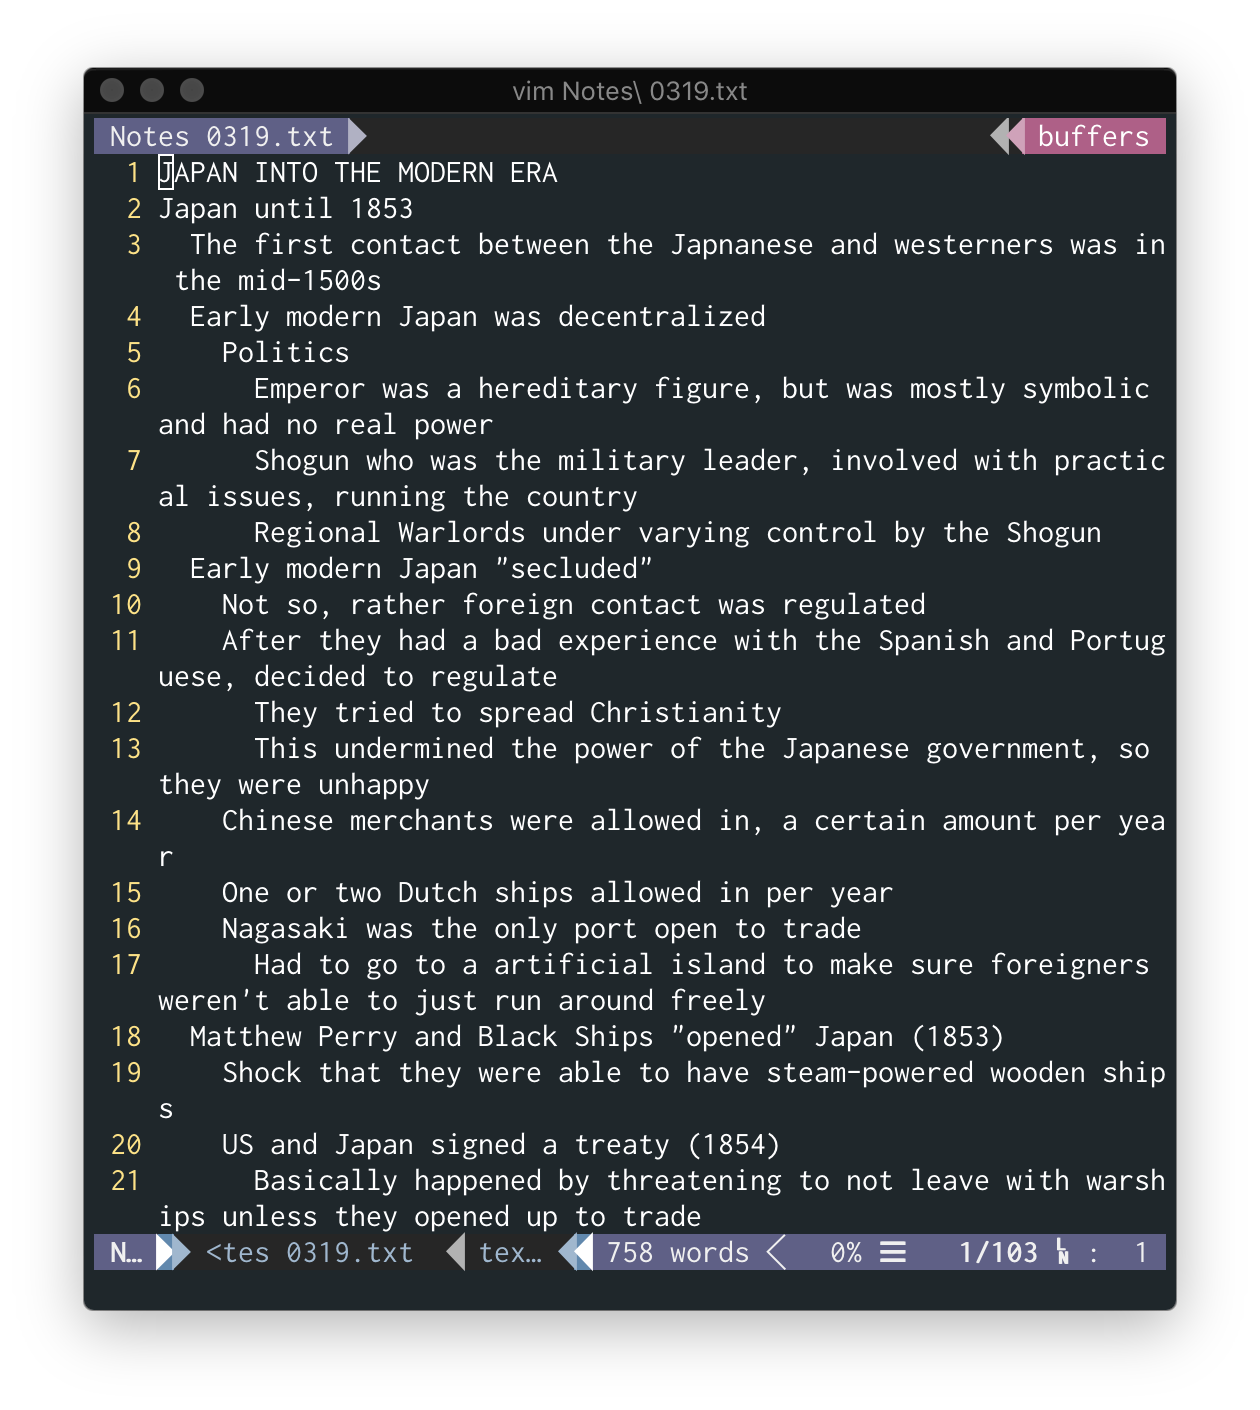 vim Notes\ 0319.txt
Notes 0319.txt buffers
1 JAPAN INTO THE MODERN ERA
2 Japan until 1853
3 The first contact between the Japnanese and westerners was in
the mid-1500s
4 Early modern Japan was decentralized
5 Politics
6 Emperor was a hereditary figure, but was mostly symbolic
and had no real power
7 Shogun who was the military leader, involved with practic
al issues, running the country
8 Regional Warlords under varying control by the Shogun
9 Early modern Japan "secluded"
10 Not so, rather foreign contact was regulated
11 After they had a bad experience with the Spanish and Portug
uese, decided to regulate
12 They tried to spread Christianity
13 This undermined the power of the Japanese government, so
they were unhappy
14 Chinese merchants were allowed in, a certain amount per yea
r
15 One or two Dutch ships allowed in per year
16 Nagasaki was the only port open to trade
17 Had to go to a artificial island to make sure foreigners
weren't able to just run around freely
18 Matthew Perry and Black Ships "opened" Japan (1853)
19 Shock that they were able to have steam-powered wooden ship
s
20 US and Japan signed a treaty (1854)
21 Basically happened by threatening to not leave with warsh
ips unless they opened up to trade
N… <tes 0319.txt tex… 758 words 0% ☰ 1/103 LN : 1